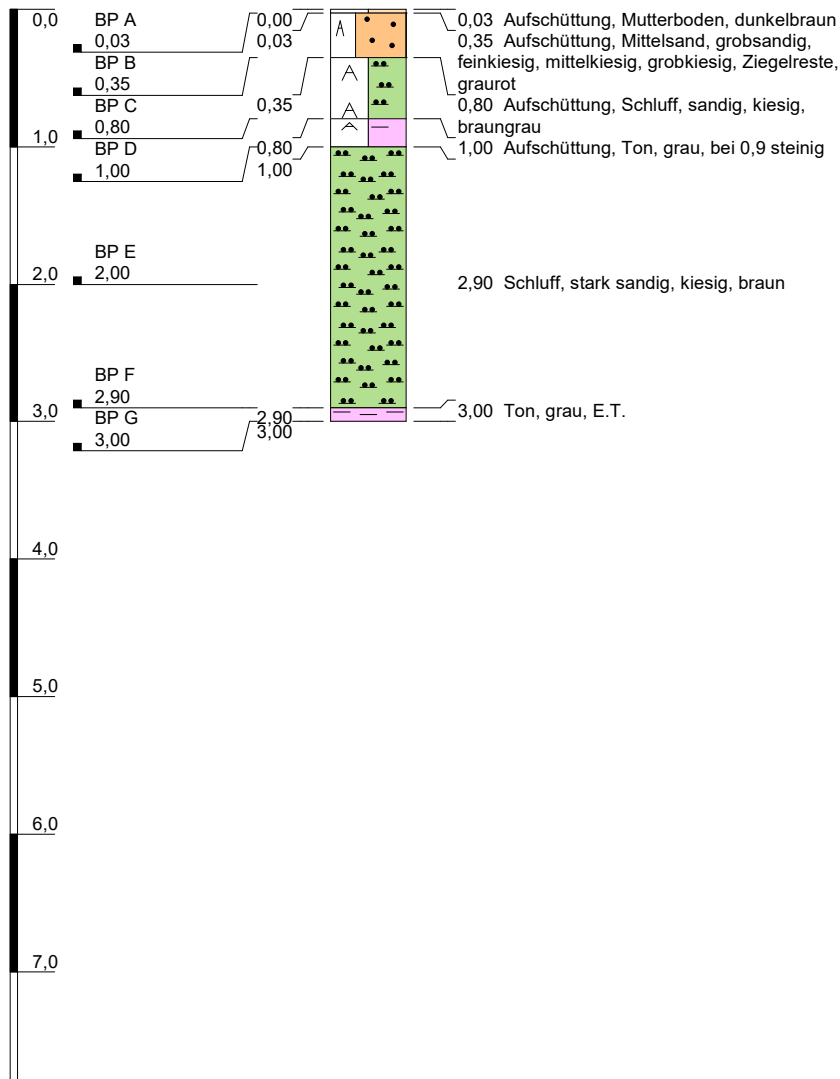 0,0
BP A
0,03
BP B
0,35
BP C
0,80
1,0
BP D
1,00
BP E
2,0
2,00
BP F
2,90
3,0
BP G
3,00
4,0
5,0
6,0
7,0
0,00
0,03
0,35
0,80
1,00
2,90
3,00
0,03 Aufschüttung, Mutterboden, dunkelbraun
0,35 Aufschüttung, Mittelsand, grobsandig,
feinkiesig, mittelkiesig, grobkiesig, Ziegelreste,
graurot
0,80 Aufschüttung, Schluff, sandig, kiesig,
braungrau
1,00 Aufschüttung, Ton, grau, bei 0,9 steinig
2,90 Schluff, stark sandig, kiesig, braun
3,00 Ton, grau, E.T.
A
A
A
A